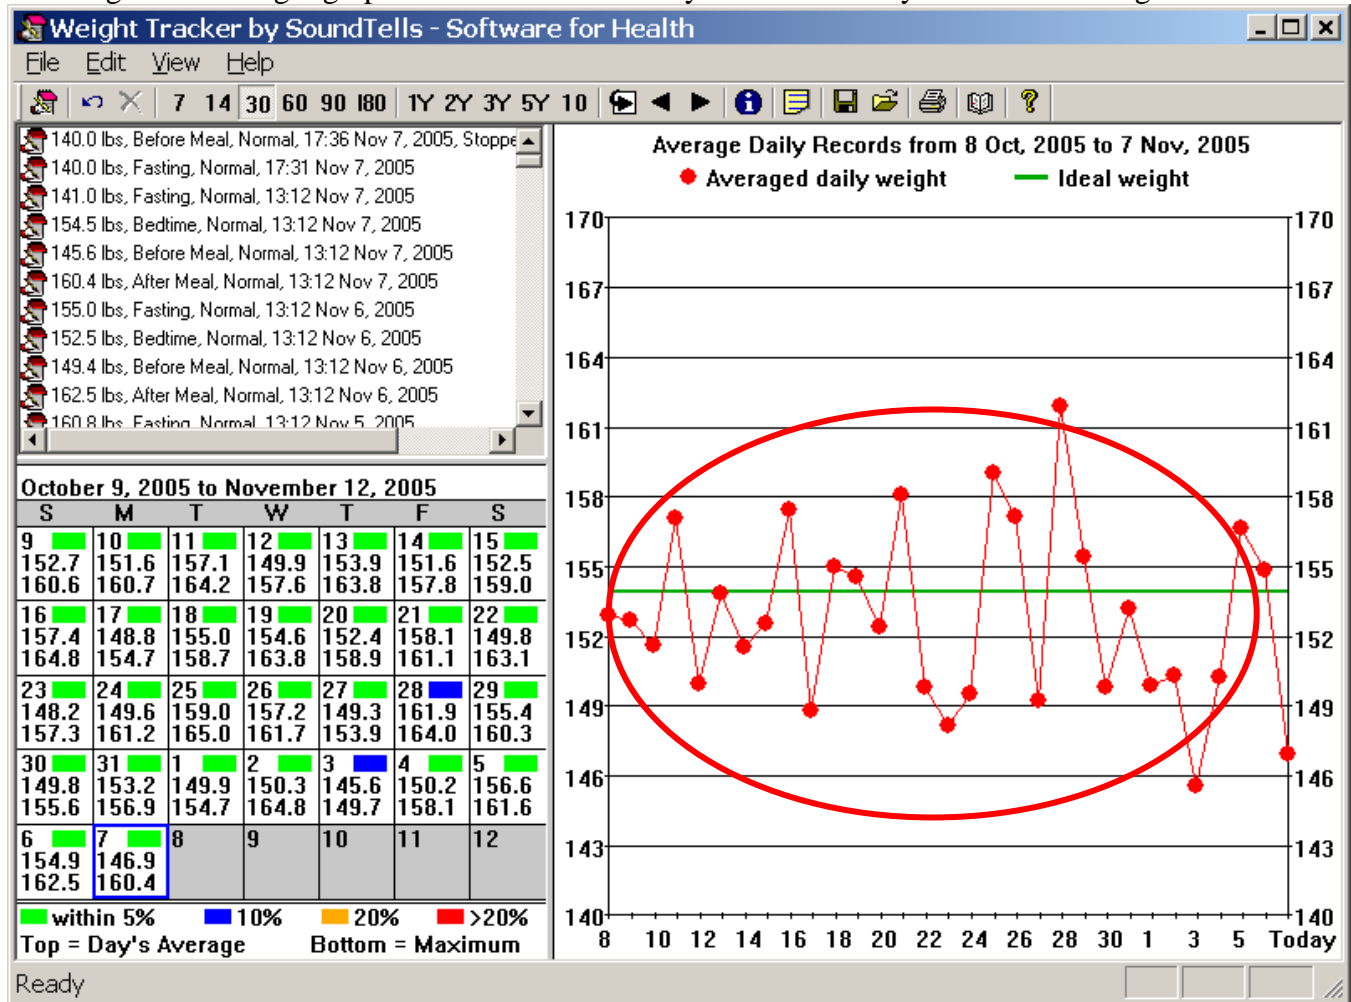 Weight Tracker by SoundTells - Software for Health
File Edit View Help
7 14 30 60 90 180 1Y 2Y 3Y 5Y 10
140.0 lbs, Before Meal, Normal, 17:36 Nov 7, 2005, Stoppe
140.0 lbs, Fasting, Normal, 17:31 Nov 7, 2005
141.0 lbs, Fasting, Normal, 13:12 Nov 7, 2005
154.5 lbs, Bedtime, Normal, 13:12 Nov 7, 2005
145.6 lbs, Before Meal, Normal, 13:12 Nov 7, 2005
160.4 lbs, After Meal, Normal, 13:12 Nov 7, 2005
155.0 lbs, Fasting, Normal, 13:12 Nov 6, 2005
152.5 lbs, Bedtime, Normal, 13:12 Nov 6, 2005
149.4 lbs, Before Meal, Normal, 13:12 Nov 6, 2005
162.5 lbs, After Meal, Normal, 13:12 Nov 6, 2005
160.8 lbs, Fasting, Normal, 13:12 Nov 5, 2005
October 9, 2005 to November 12, 2005
S M T W T F S
9 10 11 12 13 14 15
152.7 151.6 157.1 149.9 153.9 151.6 152.5
160.6 160.7 164.2 157.6 163.8 157.8 159.0
16 17 18 19 20 21 22
157.4 148.8 155.0 154.6 152.4 158.1 149.8
164.8 154.7 158.7 163.8 158.9 161.1 163.1
23 24 25 26 27 28 29
148.2 149.6 159.0 157.2 149.3 161.9 155.4
157.3 161.2 165.0 161.7 153.9 164.0 160.3
30 31 1 2 3 4 5
149.8 153.2 149.9 150.3 145.6 150.2 156.6
155.6 156.9 154.7 164.8 149.7 158.1 161.6
6 7 8 9 10 11 12
154.9 146.9
162.5 160.4
within 5% 10% 20% >20%
Top = Day's Average Bottom = Maximum
Average Daily Records from 8 Oct, 2005 to 7 Nov, 2005
Averaged daily weight Ideal weight
170 170
167 167
164 164
161 161
158 158
155 155
152 152
149 149
146 146
143 143
140 140
8 10 12 14 16 18 20 22 24 26 28 30 1 3 5 Today
Ready